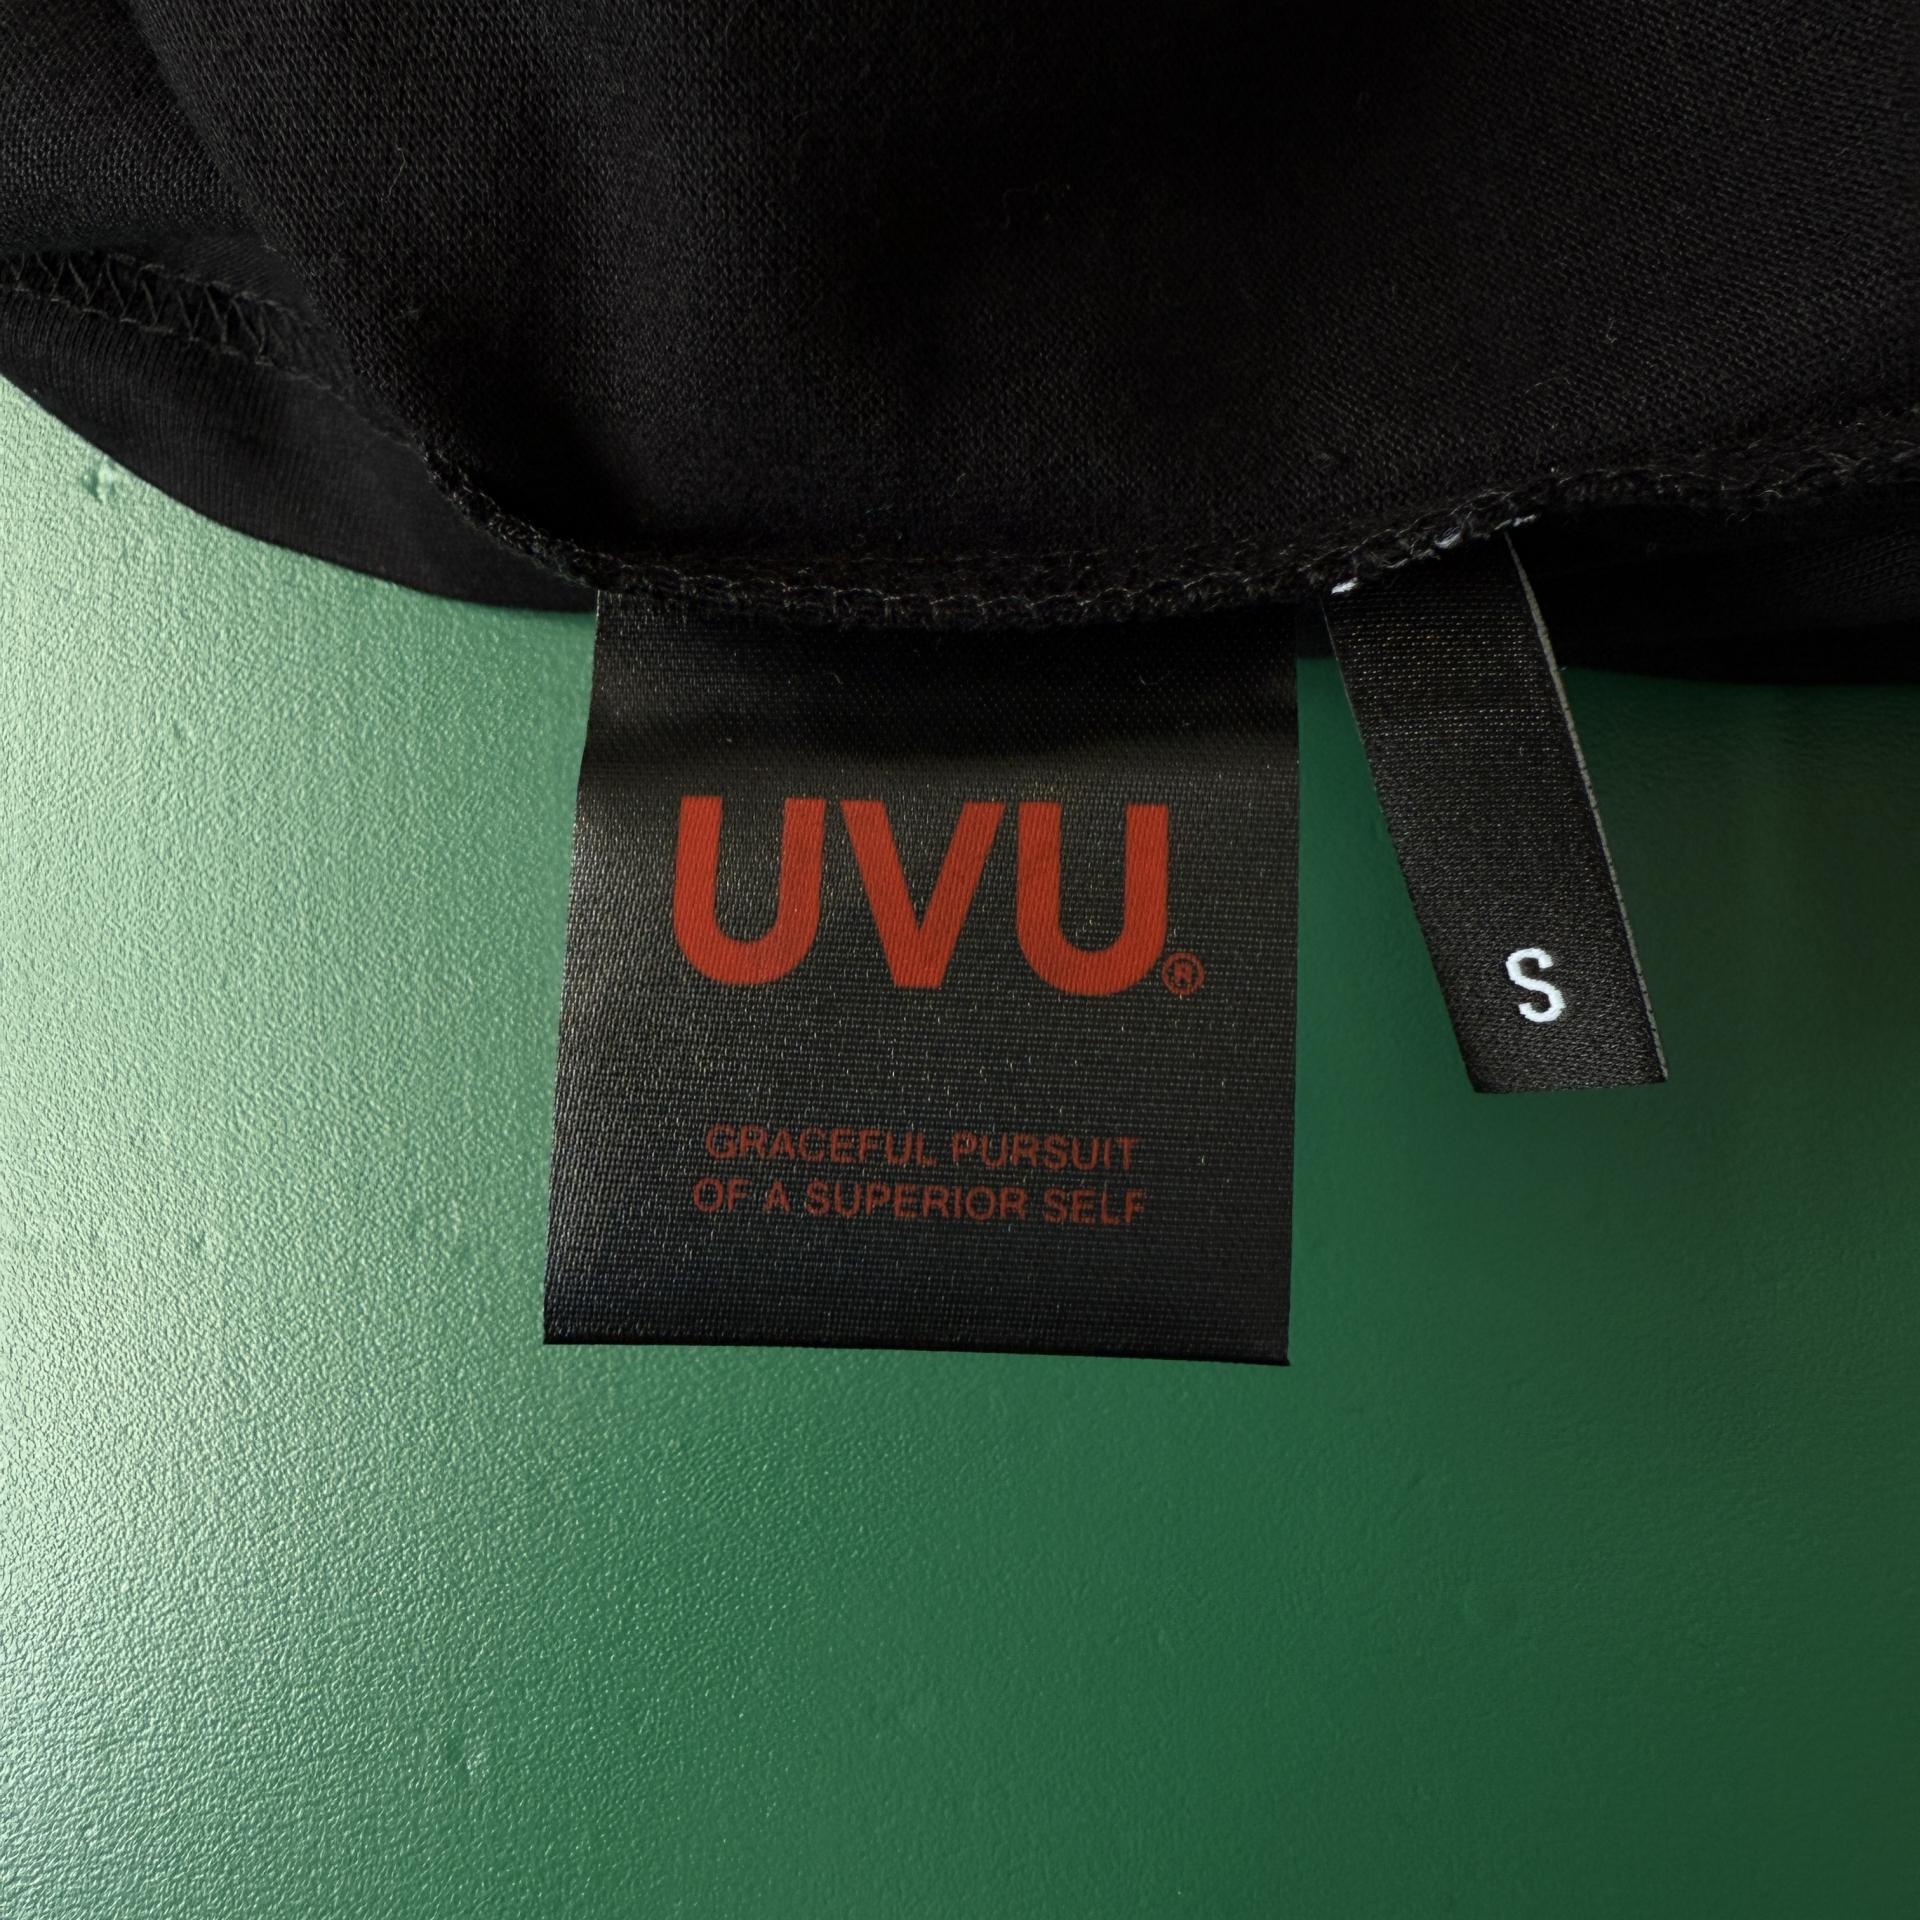 UVU®
S
GRACEFUL PURSUIT
OF A SUPERIOR SELF